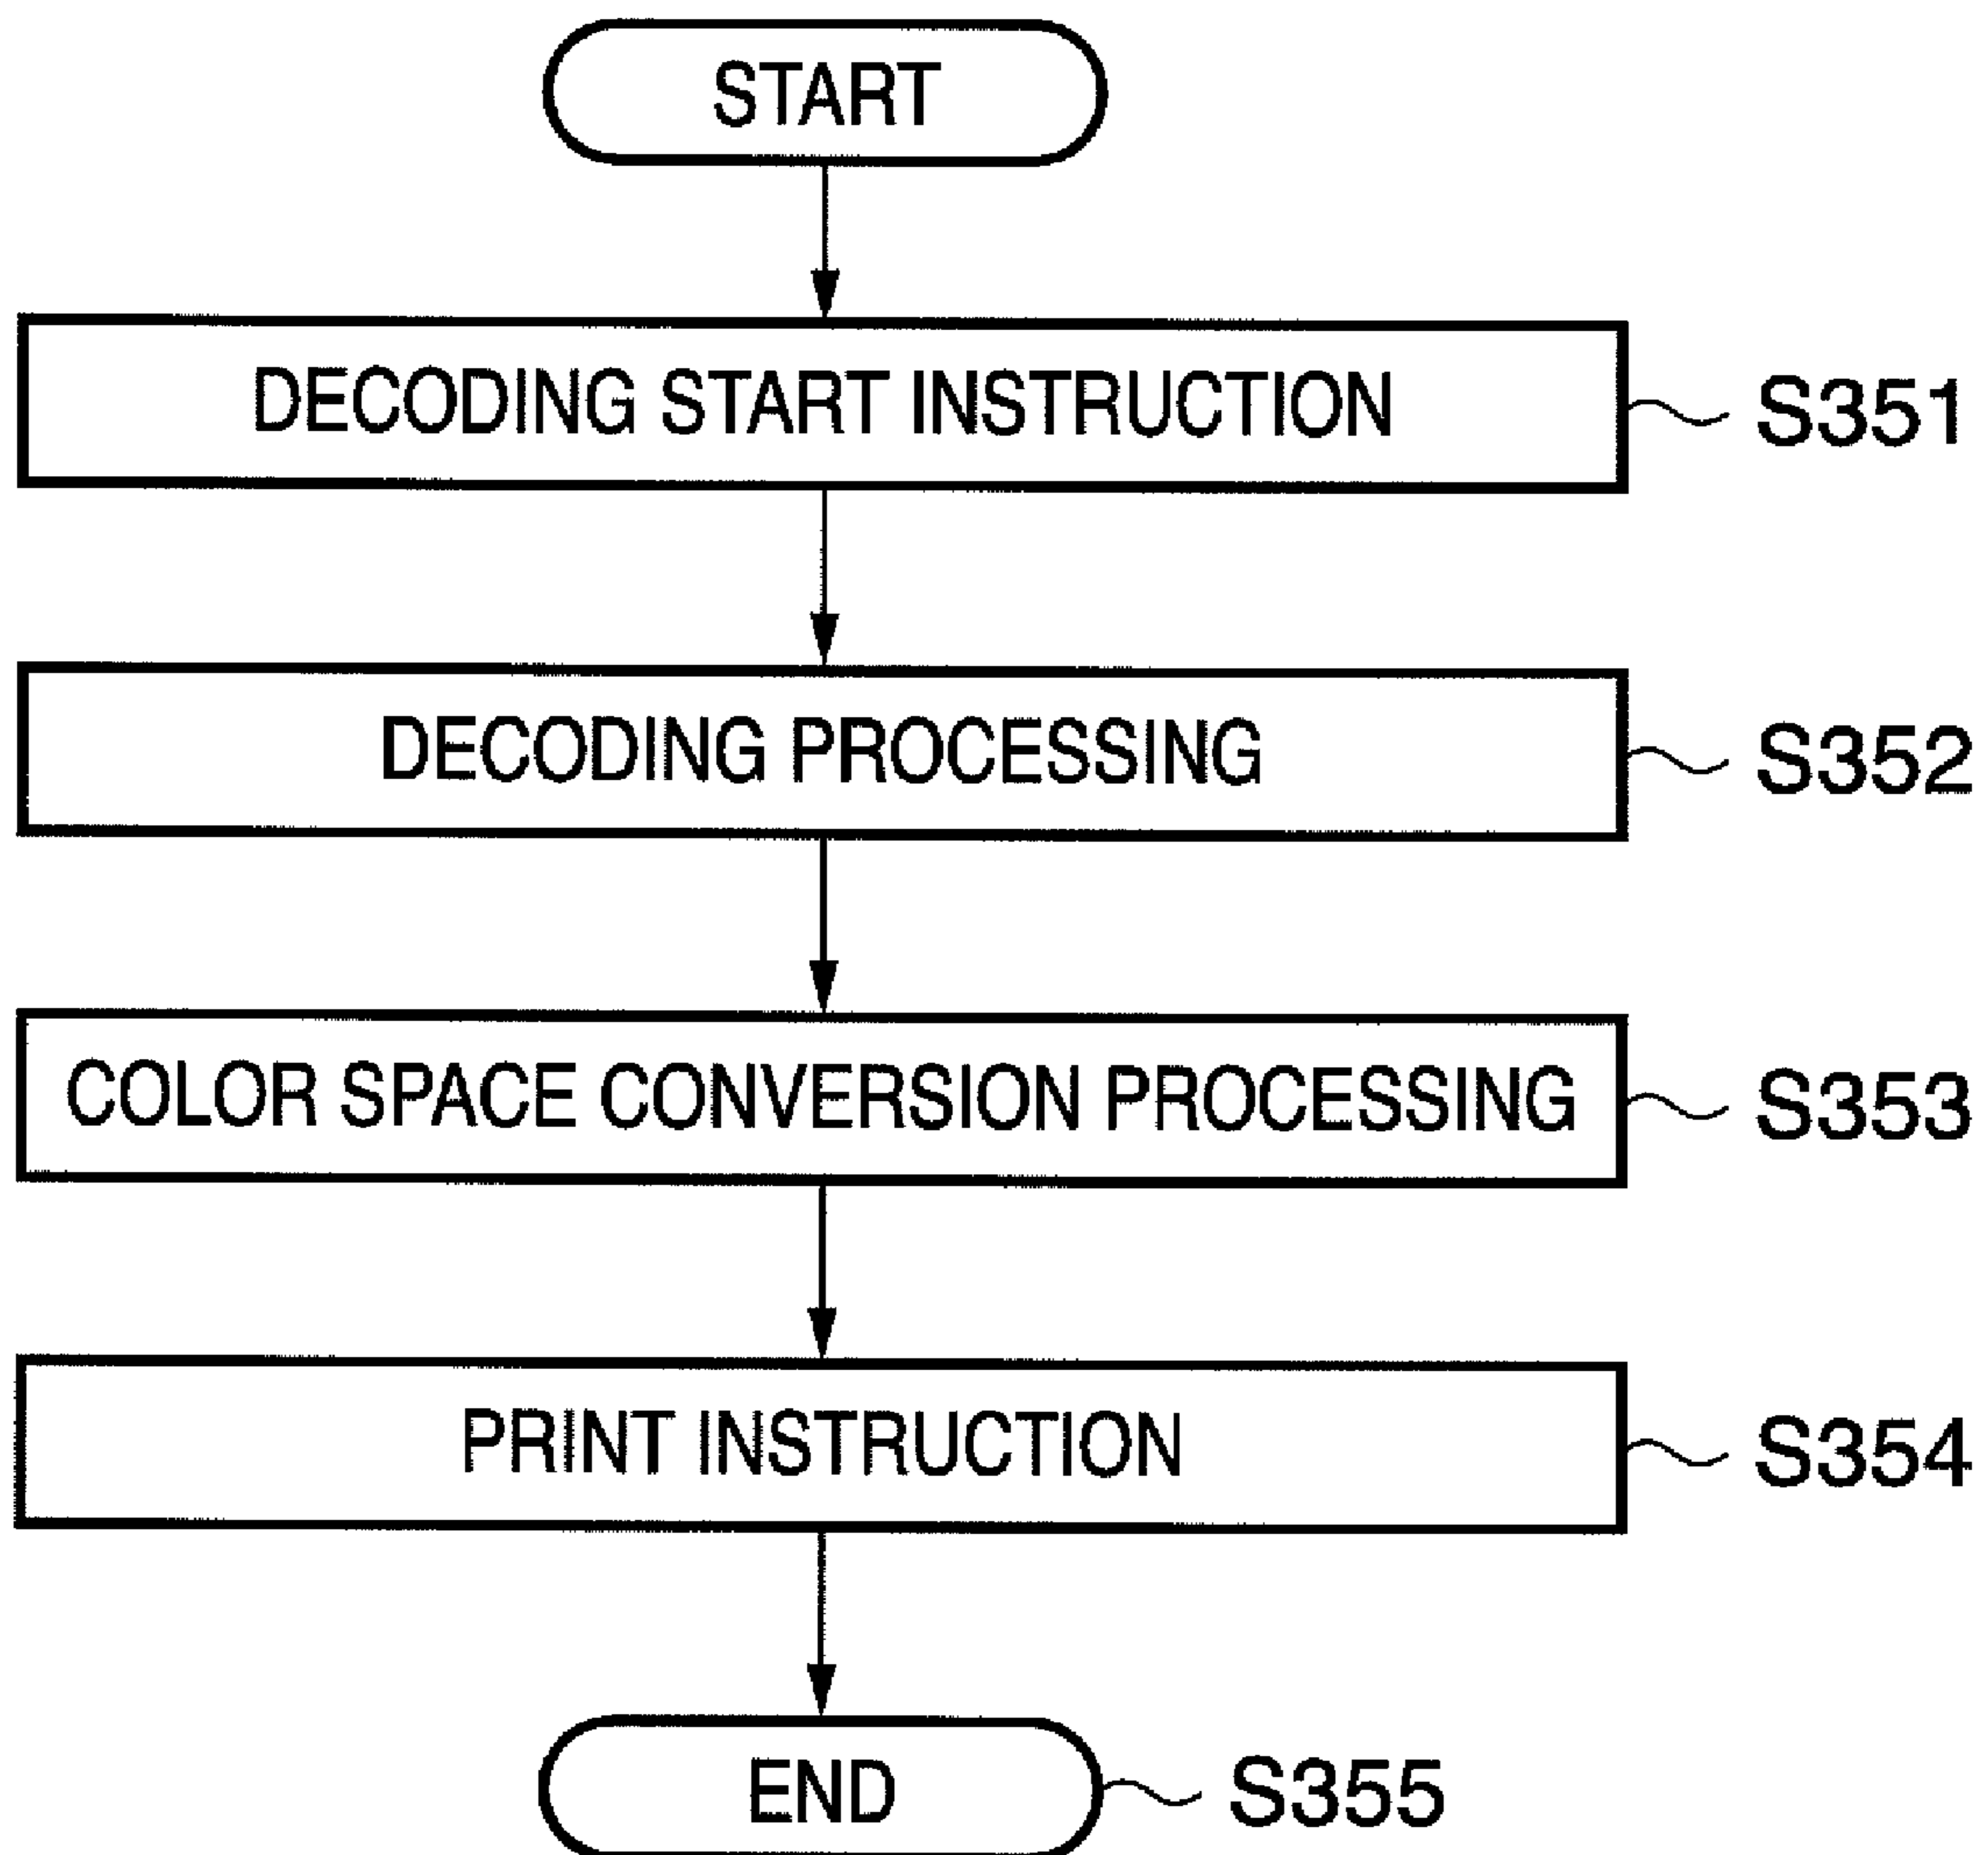 START
DECODING START INSTRUCTION S351
DECODING PROCESSING S352
COLOR SPACE CONVERSION PROCESSING S353
PRINT INSTRUCTION S354
END S355